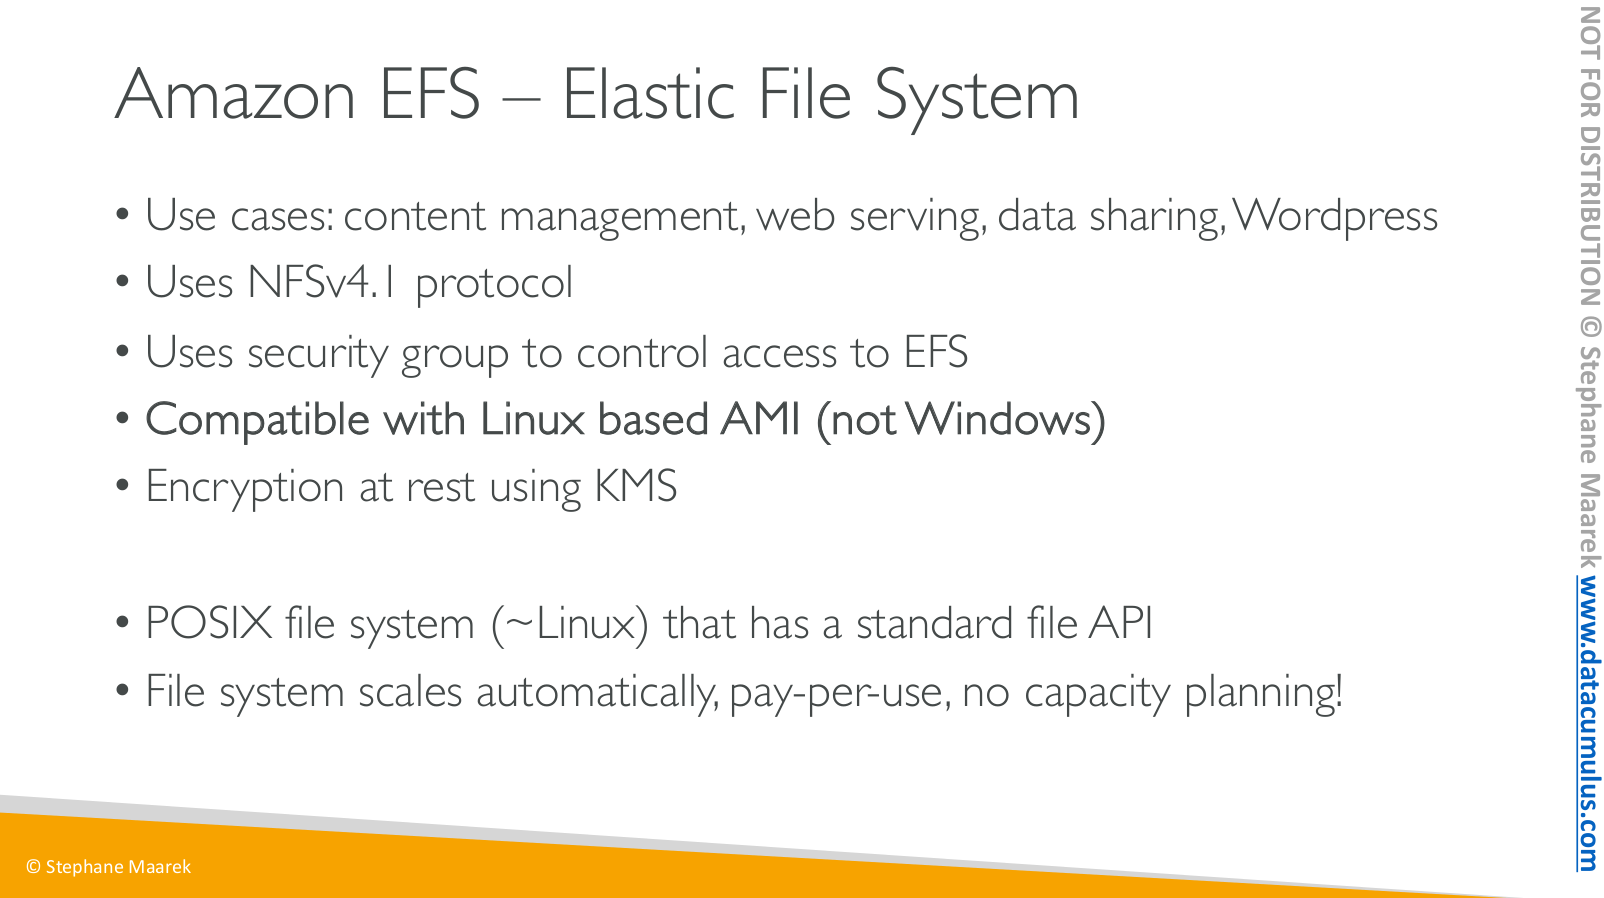 Amazon EFS – Elastic File System
• Use cases: content management, web serving, data sharing, Wordpress
• Uses NFSv4.1 protocol
• Uses security group to control access to EFS
• Compatible with Linux based AMI (not Windows)
• Encryption at rest using KMS
• POSIX file system (~Linux) that has a standard file API
• File system scales automatically, pay-per-use, no capacity planning!
© Stephane Maarek
NOT FOR DISTRIBUTION © Stephane Maarek www.datacumulus.com